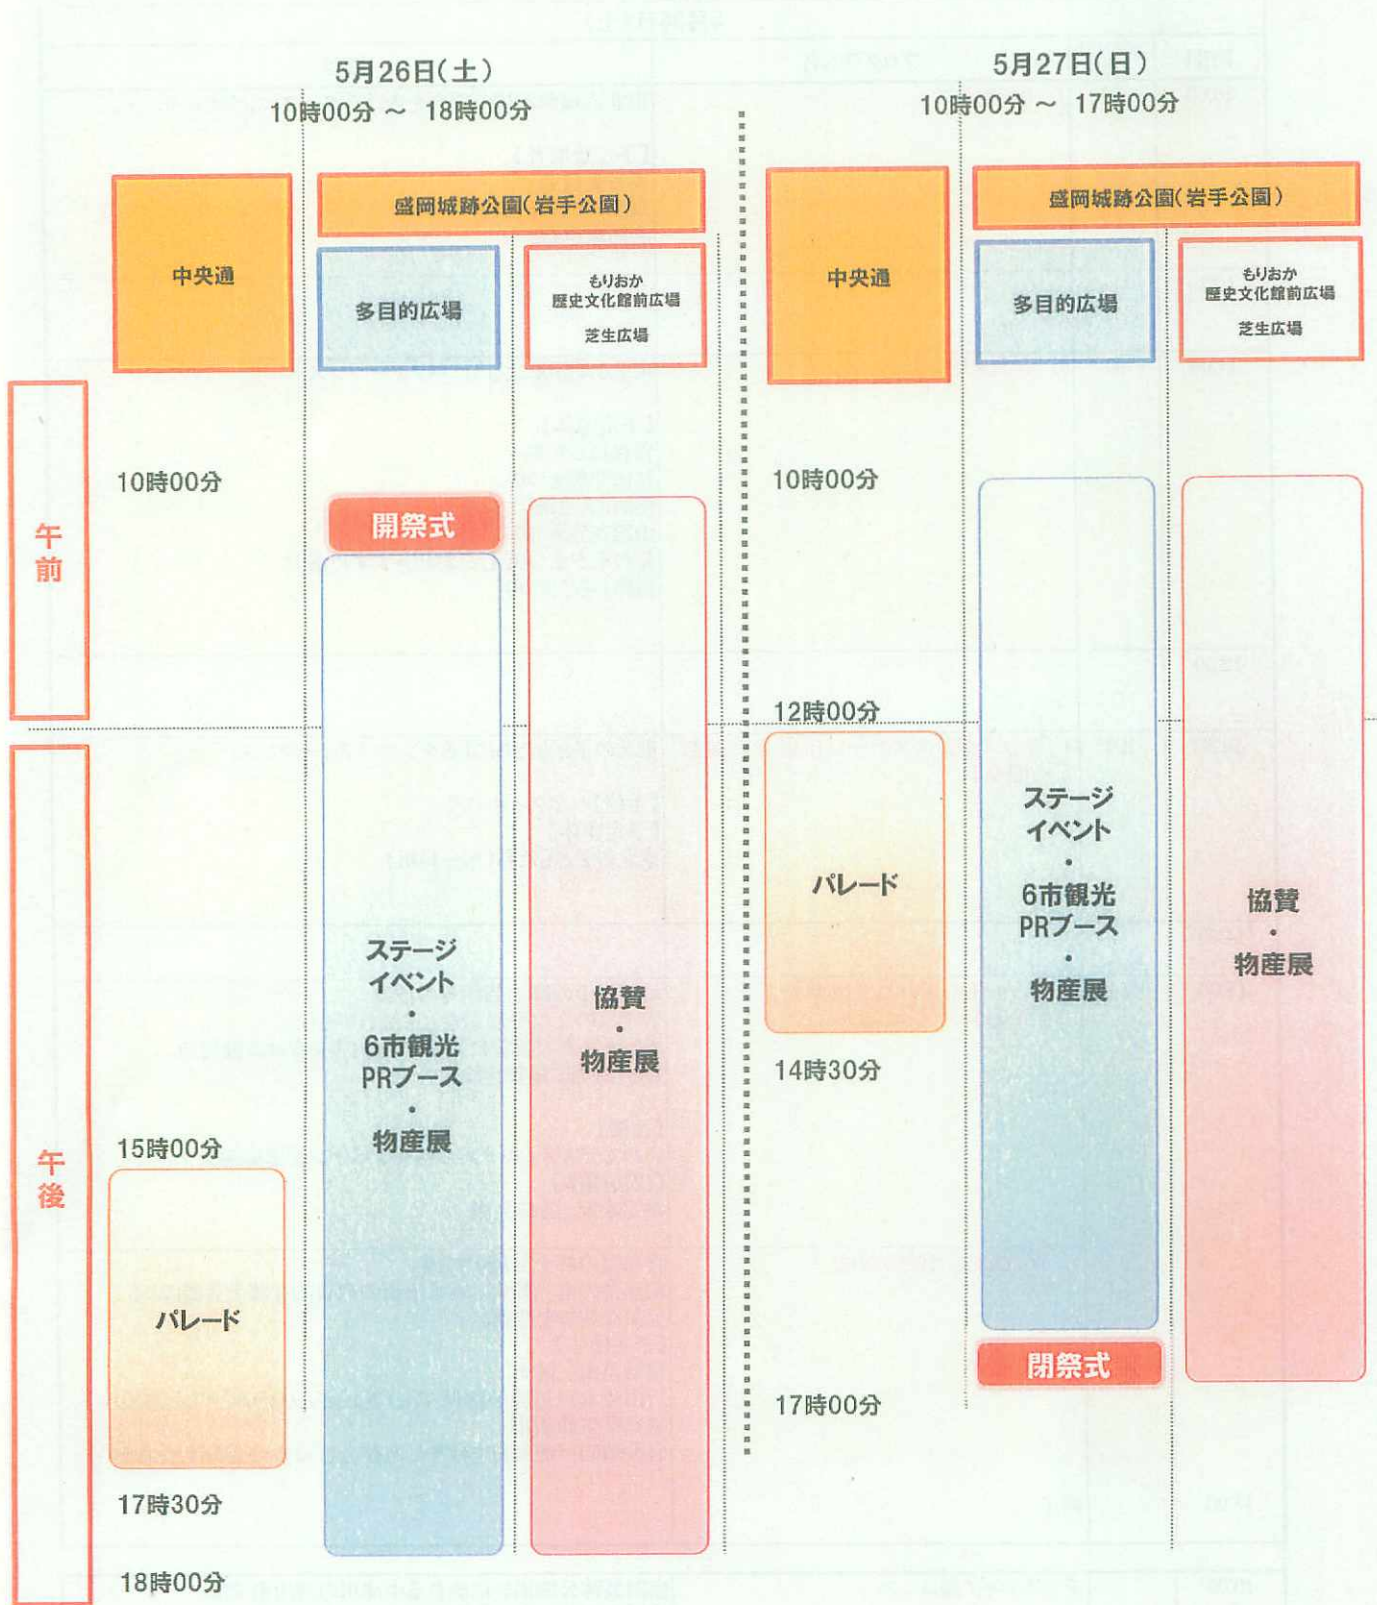 5月26日(土)
10時00分 ～ 18時00分
中央通
盛岡城跡公園(岩手公園)
多目的広場
もりおか
歴史文化館前広場
芝生広場
午前
10時00分
開祭式
午後
ステージ
イベント
・
6市観光
PRブース
・
物産展
協賛
・
物産展
15時00分
パレード
17時30分
18時00分
5月27日(日)
10時00分 ～ 17時00分
中央通
盛岡城跡公園(岩手公園)
多目的広場
もりおか
歴史文化館前広場
芝生広場
10時00分
12時00分
パレード
14時30分
ステージ
イベント
・
6市観光
PRブース
・
物産展
協賛
・
物産展
閉祭式
17時00分